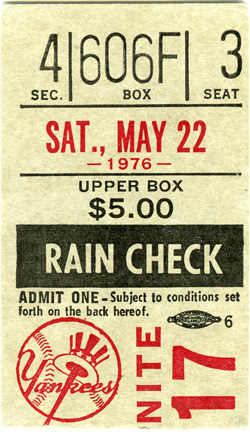 4 606F 3
SEC. BOX SEAT
SAT., MAY 22
—1976—
UPPER BOX
$5.00
RAIN CHECK
ADMIT ONE–Subject to conditions set
forth on the back hereof.
6
Yankees
NITE
17